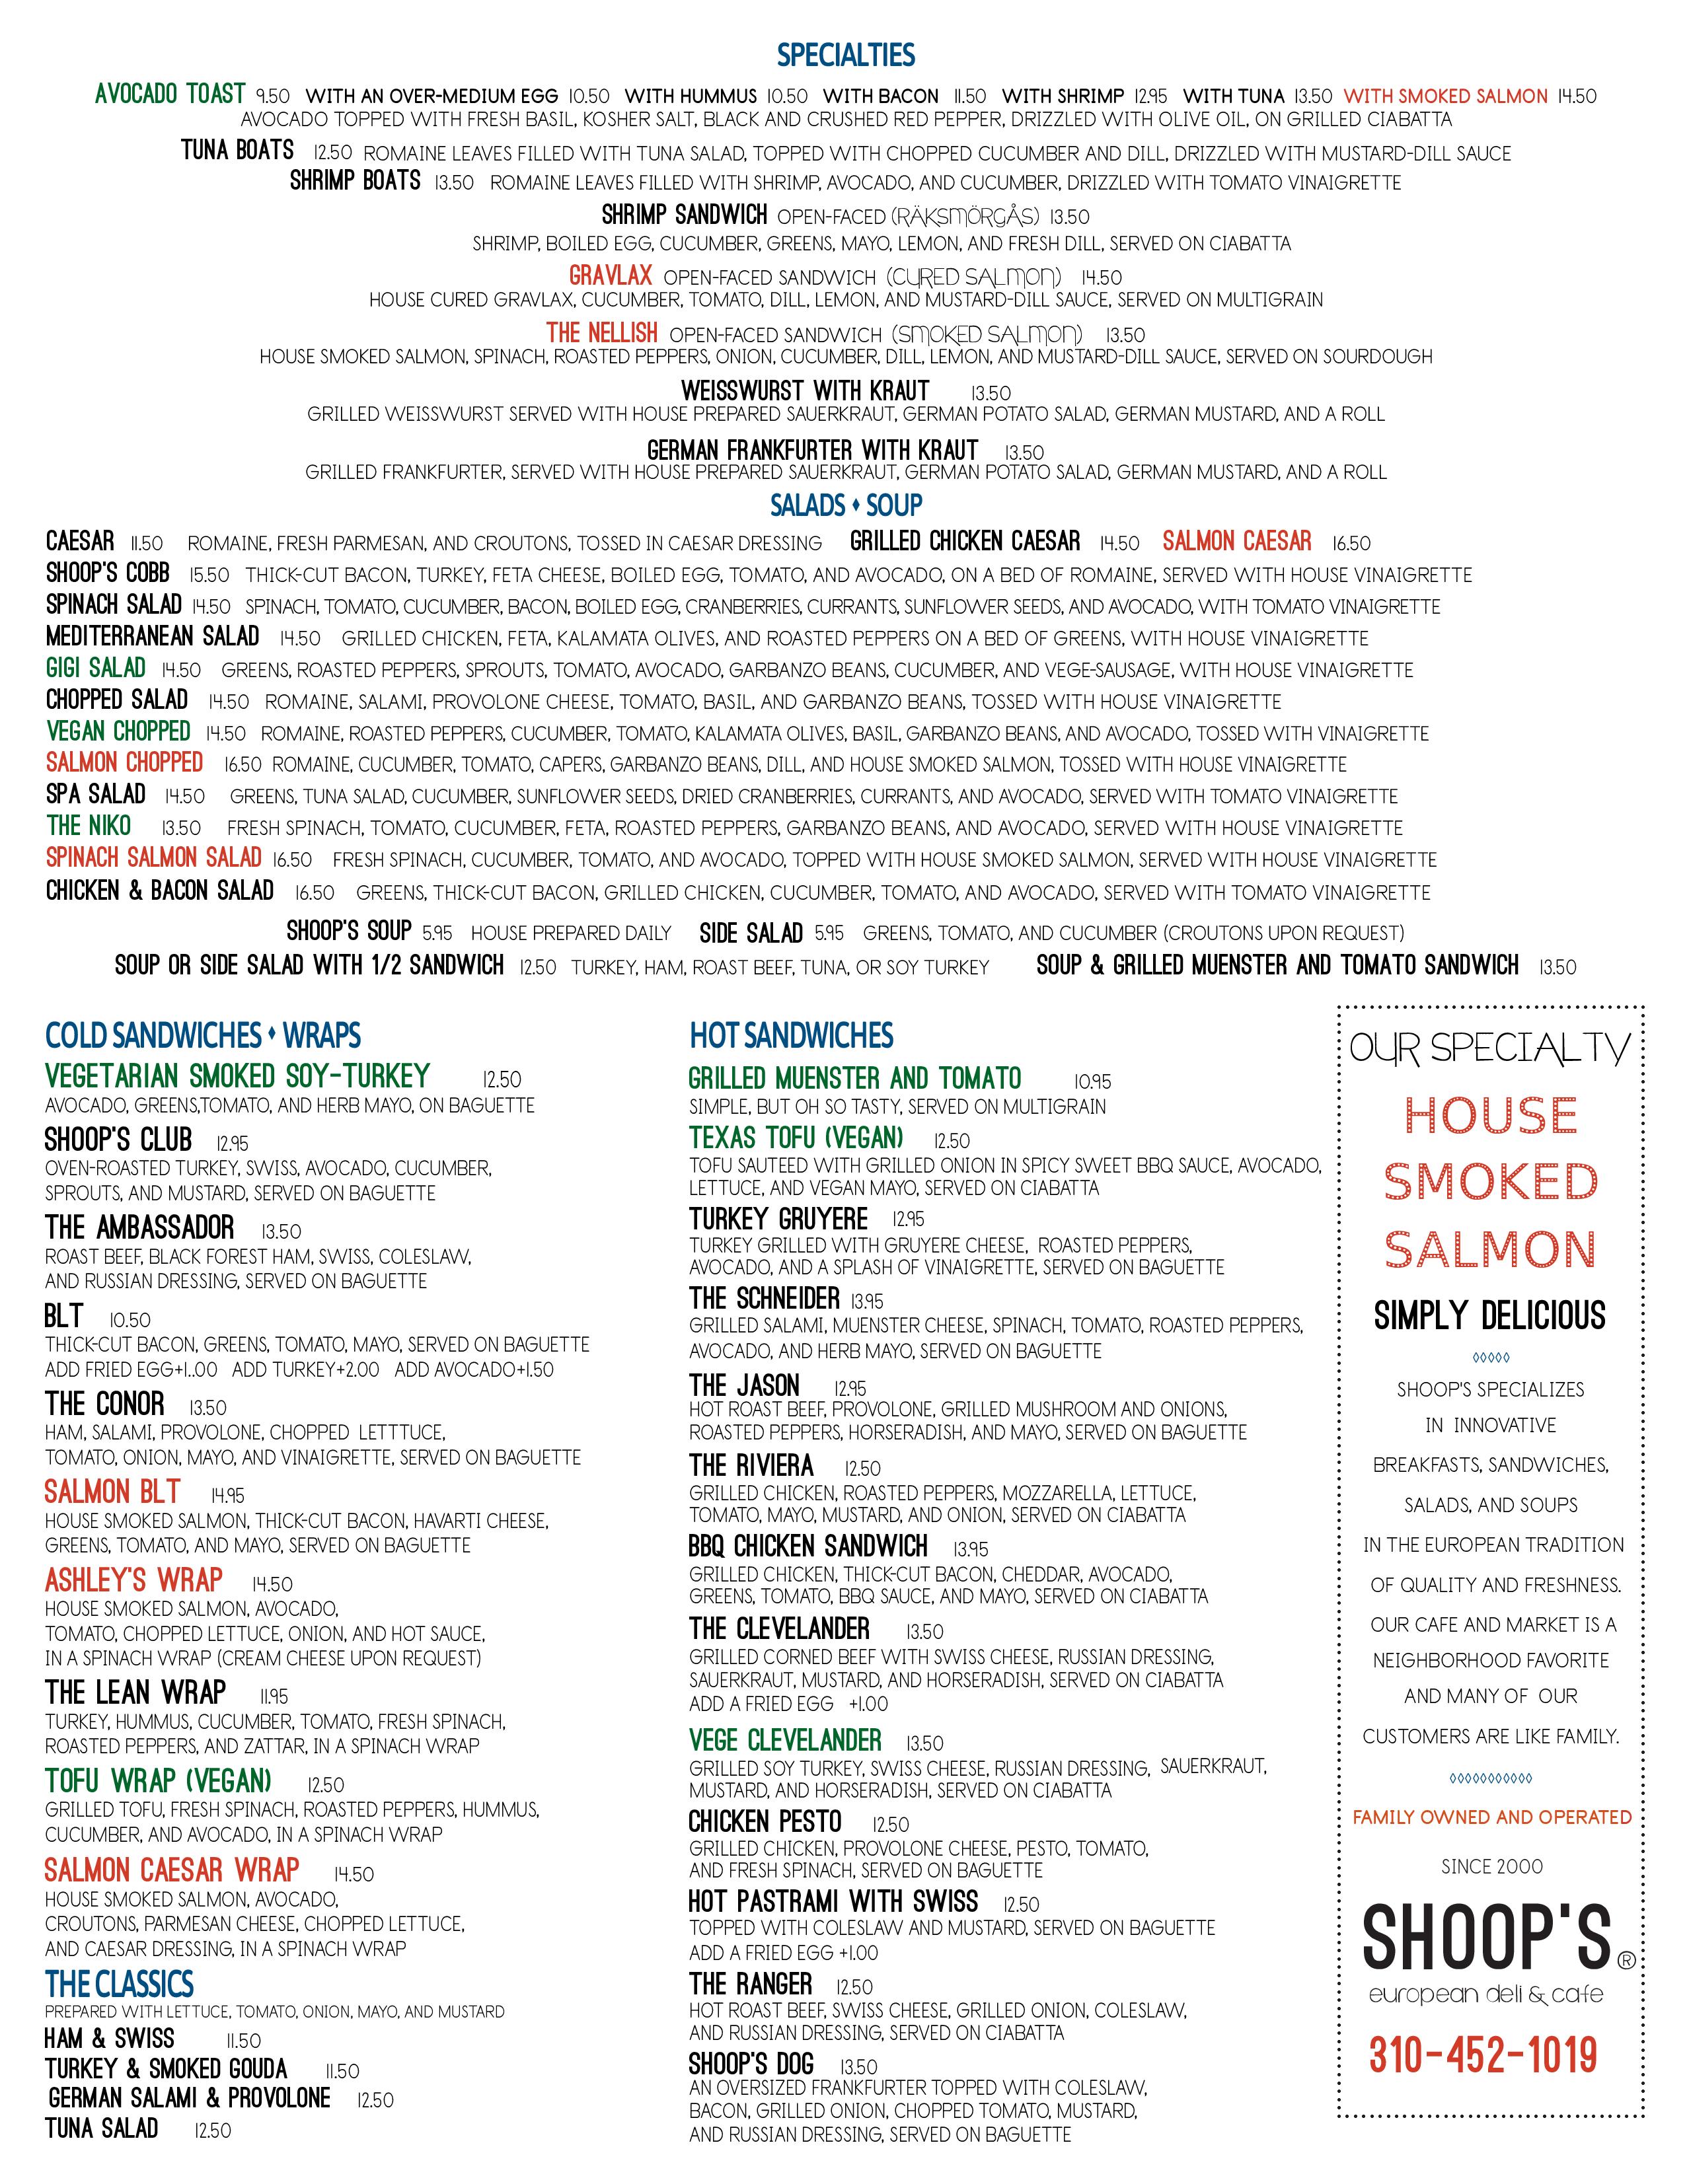 SPECIALTIES
AVOCADO TOAST 9.50 WITH AN OVER-MEDIUM EGG 10.50 WITH HUMMUS 10.50 WITH BACON 11.50 WITH SHRIMP 12.95 WITH TUNA 13.50 WITH SMOKED SALMON 14.50
AVOCADO TOPPED WITH FRESH BASIL, KOSHER SALT, BLACK AND CRUSHED RED PEPPER, DRIZZLED WITH OLIVE OIL, ON GRILLED CIABATTA
TUNA BOATS 12.50 ROMAINE LEAVES FILLED WITH TUNA SALAD, TOPPED WITH CHOPPED CUCUMBER AND DILL, DRIZZLED WITH MUSTARD-DILL SAUCE
SHRIMP BOATS 13.50 ROMAINE LEAVES FILLED WITH SHRIMP, AVOCADO, AND CUCUMBER, DRIZZLED WITH TOMATO VINAIGRETTE
SHRIMP SANDWICH OPEN-FACED (RÄKSMÖRGÅS) 13.50
SHRIMP, BOILED EGG, CUCUMBER, GREENS, MAYO, LEMON, AND FRESH DILL, SERVED ON CIABATTA
GRAVLAX OPEN-FACED SANDWICH (CURED SALMON) 14.50
HOUSE CURED GRAVLAX, CUCUMBER, TOMATO, DILL, LEMON, AND MUSTARD-DILL SAUCE, SERVED ON MULTIGRAIN
THE NELLISH OPEN-FACED SANDWICH (SMOKED SALMON) 13.50
HOUSE SMOKED SALMON, SPINACH, ROASTED PEPPERS, ONION, CUCUMBER, DILL, LEMON, AND MUSTARD-DILL SAUCE, SERVED ON SOURDOUGH
WEISSWURST WITH KRAUT 13.50
GRILLED WEISSWURST SERVED WITH HOUSE PREPARED SAUERKRAUT, GERMAN POTATO SALAD, GERMAN MUSTARD, AND A ROLL
GERMAN FRANKFURTER WITH KRAUT 13.50
GRILLED FRANKFURTER, SERVED WITH HOUSE PREPARED SAUERKRAUT, GERMAN POTATO SALAD, GERMAN MUSTARD, AND A ROLL
SALADS ♦ SOUP
CAESAR 11.50 ROMAINE, FRESH PARMESAN, AND CROUTONS, TOSSED IN CAESAR DRESSING GRILLED CHICKEN CAESAR 14.50 SALMON CAESAR 16.50
SHOOP'S COBB 15.50 THICK-CUT BACON, TURKEY, FETA CHEESE, BOILED EGG, TOMATO, AND AVOCADO, ON A BED OF ROMAINE, SERVED WITH HOUSE VINAIGRETTE
SPINACH SALAD 14.50 SPINACH, TOMATO, CUCUMBER, BACON, BOILED EGG, CRANBERRIES, CURRANTS, SUNFLOWER SEEDS, AND AVOCADO, WITH TOMATO VINAIGRETTE
MEDITERRANEAN SALAD 14.50 GRILLED CHICKEN, FETA, KALAMATA OLIVES, AND ROASTED PEPPERS ON A BED OF GREENS, WITH HOUSE VINAIGRETTE
GIGI SALAD 14.50 GREENS, ROASTED PEPPERS, SPROUTS, TOMATO, AVOCADO, GARBANZO BEANS, CUCUMBER, AND VEGE-SAUSAGE, WITH HOUSE VINAIGRETTE
CHOPPED SALAD 14.50 ROMAINE, SALAMI, PROVOLONE CHEESE, TOMATO, BASIL, AND GARBANZO BEANS, TOSSED WITH HOUSE VINAIGRETTE
VEGAN CHOPPED 14.50 ROMAINE, ROASTED PEPPERS, CUCUMBER, TOMATO, KALAMATA OLIVES, BASIL, GARBANZO BEANS, AND AVOCADO, TOSSED WITH VINAIGRETTE
SALMON CHOPPED 16.50 ROMAINE, CUCUMBER, TOMATO, CAPERS, GARBANZO BEANS, DILL, AND HOUSE SMOKED SALMON, TOSSED WITH HOUSE VINAIGRETTE
SPA SALAD 14.50 GREENS, TUNA SALAD, CUCUMBER, SUNFLOWER SEEDS, DRIED CRANBERRIES, CURRANTS, AND AVOCADO, SERVED WITH TOMATO VINAIGRETTE
THE NIKO 13.50 FRESH SPINACH, TOMATO, CUCUMBER, FETA, ROASTED PEPPERS, GARBANZO BEANS, AND AVOCADO, SERVED WITH HOUSE VINAIGRETTE
SPINACH SALMON SALAD 16.50 FRESH SPINACH, CUCUMBER, TOMATO, AND AVOCADO, TOPPED WITH HOUSE SMOKED SALMON, SERVED WITH HOUSE VINAIGRETTE
CHICKEN & BACON SALAD 16.50 GREENS, THICK-CUT BACON, GRILLED CHICKEN, CUCUMBER, TOMATO, AND AVOCADO, SERVED WITH TOMATO VINAIGRETTE
SHOOP'S SOUP 5.95 HOUSE PREPARED DAILY SIDE SALAD 5.95 GREENS, TOMATO, AND CUCUMBER (CROUTONS UPON REQUEST)
SOUP OR SIDE SALAD WITH 1/2 SANDWICH 12.50 TURKEY, HAM, ROAST BEEF, TUNA, OR SOY TURKEY SOUP & GRILLED MUENSTER AND TOMATO SANDWICH 13.50
COLD SANDWICHES ♦ WRAPS
VEGETARIAN SMOKED SOY-TURKEY 12.50
AVOCADO, GREENS,TOMATO, AND HERB MAYO, ON BAGUETTE
SHOOP'S CLUB 12.95
OVEN-ROASTED TURKEY, SWISS, AVOCADO, CUCUMBER,
SPROUTS, AND MUSTARD, SERVED ON BAGUETTE
THE AMBASSADOR 13.50
ROAST BEEF, BLACK FOREST HAM, SWISS, COLESLAW,
AND RUSSIAN DRESSING, SERVED ON BAGUETTE
BLT 10.50
THICK-CUT BACON, GREENS, TOMATO, MAYO, SERVED ON BAGUETTE
ADD FRIED EGG+1..00 ADD TURKEY+2.00 ADD AVOCADO+1.50
THE CONOR 13.50
HAM, SALAMI, PROVOLONE, CHOPPED LETTTUCE,
TOMATO, ONION, MAYO, AND VINAIGRETTE, SERVED ON BAGUETTE
SALMON BLT 14.95
HOUSE SMOKED SALMON, THICK-CUT BACON, HAVARTI CHEESE,
GREENS, TOMATO, AND MAYO, SERVED ON BAGUETTE
ASHLEY'S WRAP 14.50
HOUSE SMOKED SALMON, AVOCADO,
TOMATO, CHOPPED LETTUCE, ONION, AND HOT SAUCE,
IN A SPINACH WRAP (CREAM CHEESE UPON REQUEST)
THE LEAN WRAP 11.95
TURKEY, HUMMUS, CUCUMBER, TOMATO, FRESH SPINACH,
ROASTED PEPPERS, AND ZATTAR, IN A SPINACH WRAP
TOFU WRAP (VEGAN) 12.50
GRILLED TOFU, FRESH SPINACH, ROASTED PEPPERS, HUMMUS,
CUCUMBER, AND AVOCADO, IN A SPINACH WRAP
SALMON CAESAR WRAP 14.50
HOUSE SMOKED SALMON, AVOCADO,
CROUTONS, PARMESAN CHEESE, CHOPPED LETTUCE,
AND CAESAR DRESSING, IN A SPINACH WRAP
THE CLASSICS
PREPARED WITH LETTUCE, TOMATO, ONION, MAYO, AND MUSTARD
HAM & SWISS 11.50
TURKEY & SMOKED GOUDA 11.50
GERMAN SALAMI & PROVOLONE 12.50
TUNA SALAD 12.50
HOT SANDWICHES
GRILLED MUENSTER AND TOMATO 10.95
SIMPLE, BUT OH SO TASTY, SERVED ON MULTIGRAIN
TEXAS TOFU (VEGAN) 12.50
TOFU SAUTEED WITH GRILLED ONION IN SPICY SWEET BBQ SAUCE, AVOCADO,
LETTUCE, AND VEGAN MAYO, SERVED ON CIABATTA
TURKEY GRUYERE 12.95
TURKEY GRILLED WITH GRUYERE CHEESE, ROASTED PEPPERS,
AVOCADO, AND A SPLASH OF VINAIGRETTE, SERVED ON BAGUETTE
THE SCHNEIDER 13.95
GRILLED SALAMI, MUENSTER CHEESE, SPINACH, TOMATO, ROASTED PEPPERS,
AVOCADO, AND HERB MAYO, SERVED ON BAGUETTE
THE JASON 12.95
HOT ROAST BEEF, PROVOLONE, GRILLED MUSHROOM AND ONIONS,
ROASTED PEPPERS, HORSERADISH, AND MAYO, SERVED ON BAGUETTE
THE RIVIERA 12.50
GRILLED CHICKEN, ROASTED PEPPERS, MOZZARELLA, LETTUCE,
TOMATO, MAYO, MUSTARD, AND ONION, SERVED ON CIABATTA
BBQ CHICKEN SANDWICH 13.95
GRILLED CHICKEN, THICK-CUT BACON, CHEDDAR, AVOCADO,
GREENS, TOMATO, BBQ SAUCE, AND MAYO, SERVED ON CIABATTA
THE CLEVELANDER 13.50
GRILLED CORNED BEEF WITH SWISS CHEESE, RUSSIAN DRESSING,
SAUERKRAUT, MUSTARD, AND HORSERADISH, SERVED ON CIABATTA
ADD A FRIED EGG +1.00
VEGE CLEVELANDER 13.50
GRILLED SOY TURKEY, SWISS CHEESE, RUSSIAN DRESSING, SAUERKRAUT,
MUSTARD, AND HORSERADISH, SERVED ON CIABATTA
CHICKEN PESTO 12.50
GRILLED CHICKEN, PROVOLONE CHEESE, PESTO, TOMATO,
AND FRESH SPINACH, SERVED ON BAGUETTE
HOT PASTRAMI WITH SWISS 12.50
TOPPED WITH COLESLAW AND MUSTARD, SERVED ON BAGUETTE
ADD A FRIED EGG +1.00
THE RANGER 12.50
HOT ROAST BEEF, SWISS CHEESE, GRILLED ONION, COLESLAW,
AND RUSSIAN DRESSING, SERVED ON CIABATTA
SHOOP'S DOG 13.50
AN OVERSIZED FRANKFURTER TOPPED WITH COLESLAW,
BACON, GRILLED ONION, CHOPPED TOMATO, MUSTARD,
AND RUSSIAN DRESSING, SERVED ON BAGUETTE
OUR SPECIALTY
HOUSE
SMOKED
SALMON
SIMPLY DELICIOUS
SHOOP'S SPECIALIZES
IN INNOVATIVE
BREAKFASTS, SANDWICHES,
SALADS, AND SOUPS
IN THE EUROPEAN TRADITION
OF QUALITY AND FRESHNESS.
OUR CAFE AND MARKET IS A
NEIGHBORHOOD FAVORITE
AND MANY OF OUR
CUSTOMERS ARE LIKE FAMILY.
FAMILY OWNED AND OPERATED
SINCE 2000
SHOOP'S®
european deli & cafe
310-452-1019